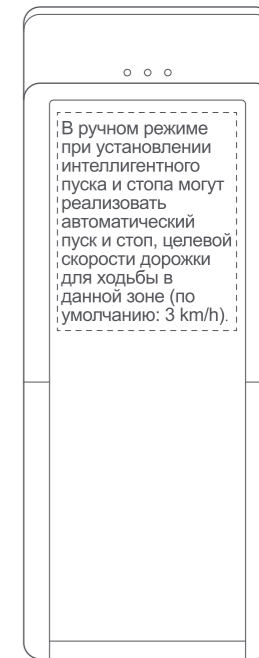 В ручном режиме
при установлении
интеллигентного
пуска и стопа могут
реализовать
автоматический
пуск и стоп, целевой
скорости дорожки
для ходьбы в
данной зоне (по
умолчанию: 3 km/h).